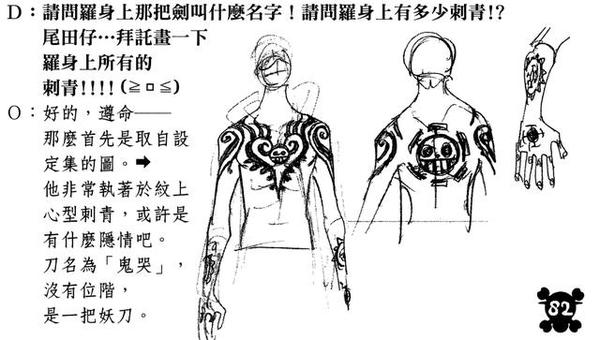 D：請問羅身上那把劍叫什麼名字！請問羅身上有多少刺青!?
尾田仔…拜託畫一下
羅身上所有的
刺青!!!!(≧ロ≦)
O：好的，遵命——
那麼首先是取自設
定集的圖。➡
他非常執著於紋上
心型刺青，或許是
有什麼隱情吧。
刀名為「鬼哭」，
沒有位階，
是一把妖刀。
82